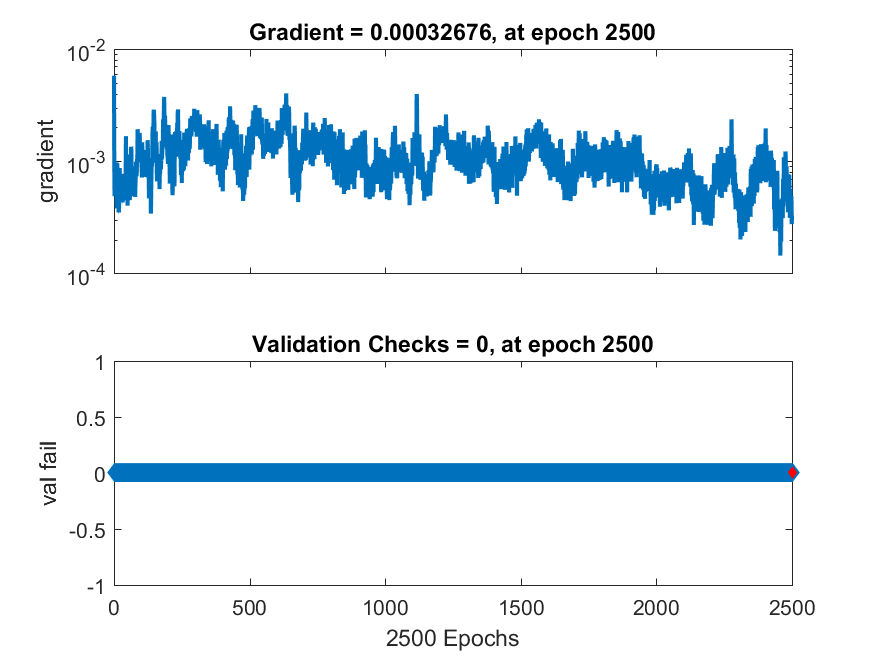 Gradient = 0.00032676, at epoch 2500
10-2
10-3
10-4
gradient
Validation Checks = 0, at epoch 2500
1
0.5
0
-0.5
-1
val fail
0 500 1000 1500 2000 2500
2500 Epochs